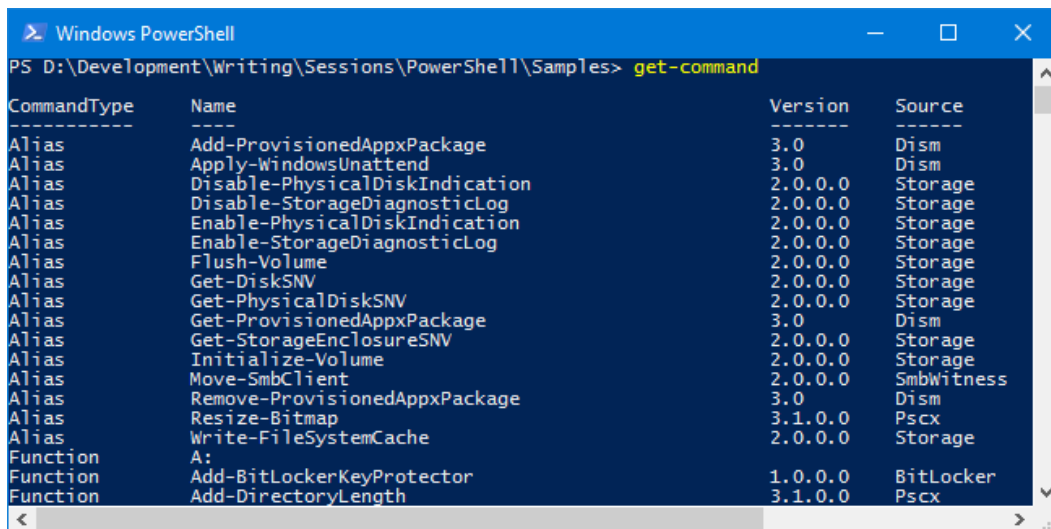 Windows PowerShell
PS D:\Development\Writing\Sessions\PowerShell\Samples> get-command
CommandType Name Version Source
----------- ---- ------- ------
Alias Add-ProvisionedAppxPackage 3.0 Dism
Alias Apply-WindowsUnattend 3.0 Dism
Alias Disable-PhysicalDiskIndication 2.0.0.0 Storage
Alias Disable-StorageDiagnosticLog 2.0.0.0 Storage
Alias Enable-PhysicalDiskIndication 2.0.0.0 Storage
Alias Enable-StorageDiagnosticLog 2.0.0.0 Storage
Alias Flush-Volume 2.0.0.0 Storage
Alias Get-DiskSNV 2.0.0.0 Storage
Alias Get-PhysicalDiskSNV 2.0.0.0 Storage
Alias Get-ProvisionedAppxPackage 3.0 Dism
Alias Get-StorageEnclosureSNV 2.0.0.0 Storage
Alias Initialize-Volume 2.0.0.0 Storage
Alias Move-SmbClient 2.0.0.0 SmbWitness
Alias Remove-ProvisionedAppxPackage 3.0 Dism
Alias Resize-Bitmap 3.1.0.0 Pscx
Alias Write-FileSystemCache 2.0.0.0 Storage
Function A:
Function Add-BitLockerKeyProtector 1.0.0.0 BitLocker
Function Add-DirectoryLength 3.1.0.0 Pscx